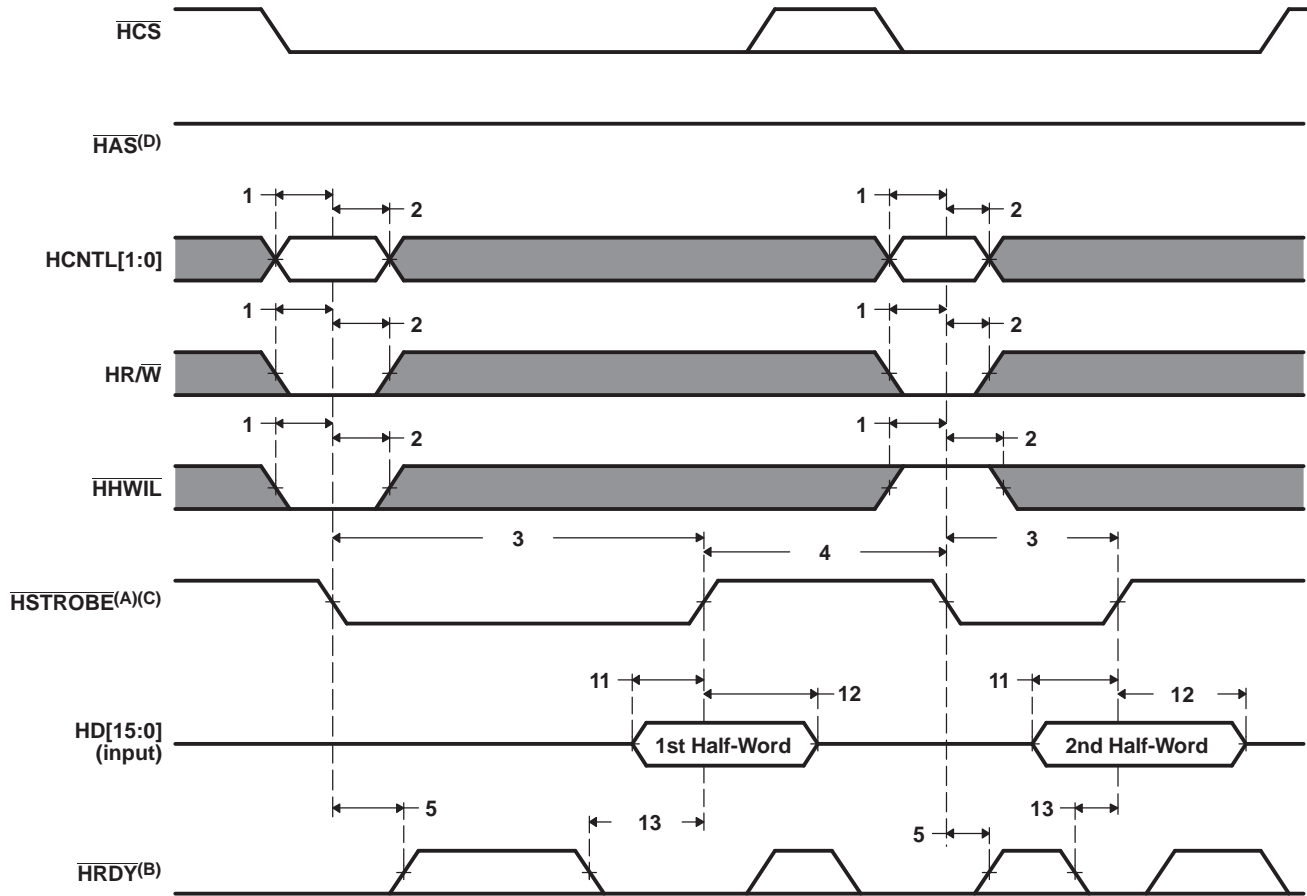 HCS
HAS(D)
1
1
2
2
HCNTL[1:0]
1
1
2
2
HR/W
1
1
2
2
HHWIL
3
4
3
HSTROBE(A)(C)
11
12
11
12
HD[15:0]
(input)
1st Half-Word
2nd Half-Word
5
13
5
13
HRDY(B)